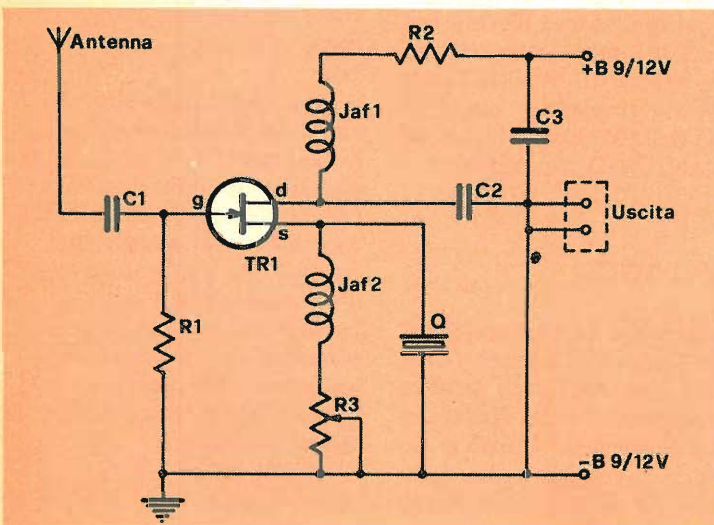 Antenna
R2
+B 9/12V
Jaf1
C3
C1
g
d
C2
Uscita
s
TR1
Jaf2
Q
R1
R3
-B 9/12V